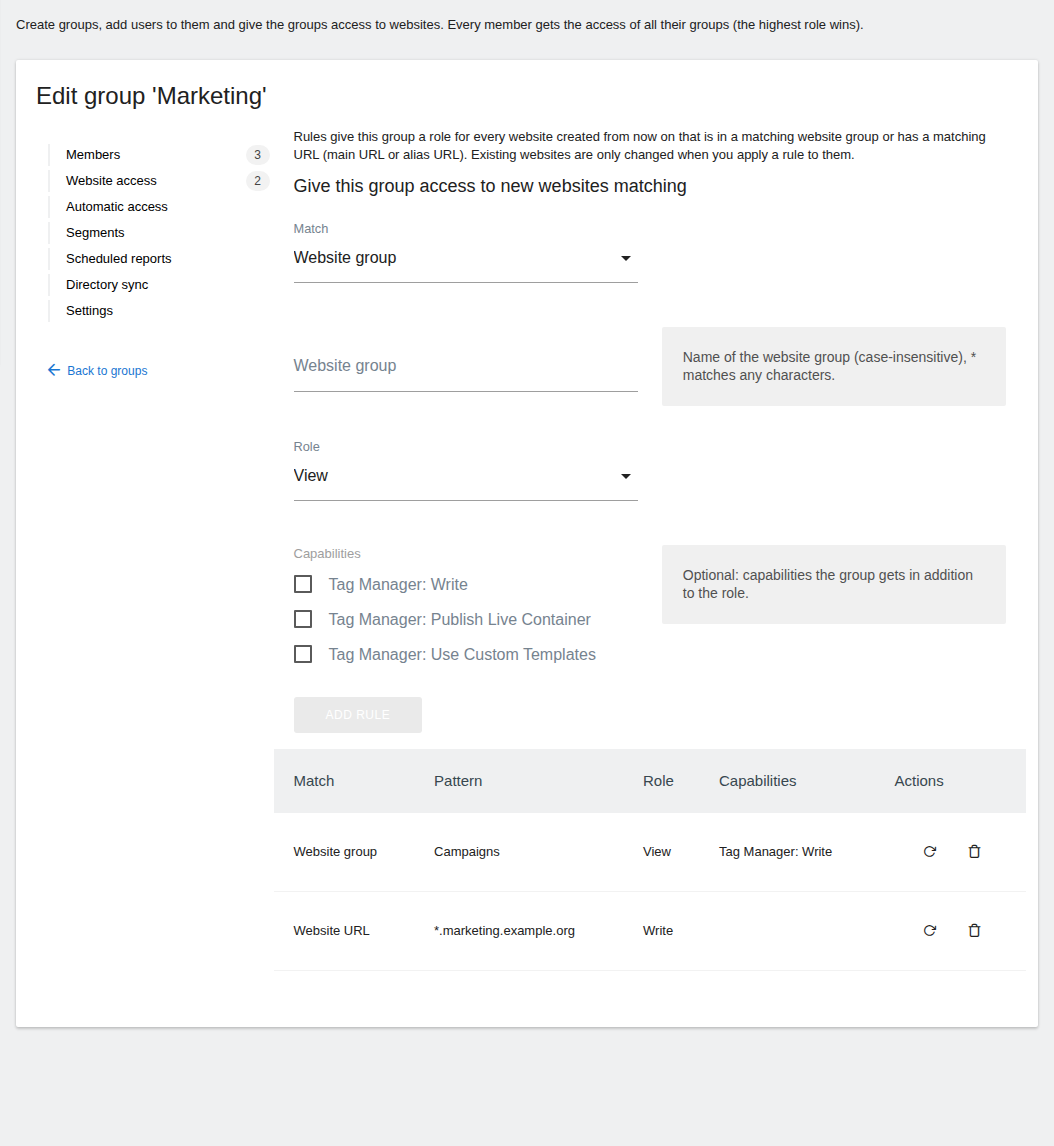 Create groups, add users to them and give the groups access to websites. Every member gets the access of all their groups (the highest role wins).
Edit group 'Marketing'
Members 3
Website access 2
Automatic access
Segments
Scheduled reports
Directory sync
Settings
Back to groups
Rules give this group a role for every website created from now on that is in a matching website group or has a matching
URL (main URL or alias URL). Existing websites are only changed when you apply a rule to them.
Give this group access to new websites matching
Match
Website group
Website group
Name of the website group (case-insensitive), *
matches any characters.
Role
View
Capabilities
Tag Manager: Write
Tag Manager: Publish Live Container
Tag Manager: Use Custom Templates
Optional: capabilities the group gets in addition
to the role.
ADD RULE
Match Pattern Role Capabilities Actions
Website group Campaigns View Tag Manager: Write
Website URL *.marketing.example.org Write